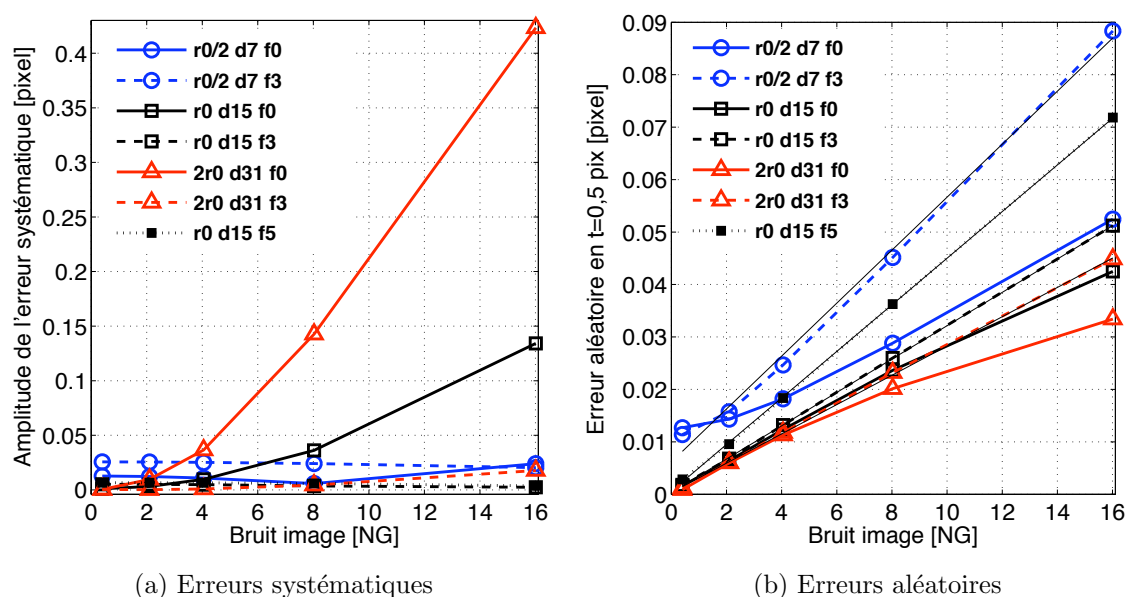 Amplitude de l'erreur systématique [pixel]
0.4
0.35
0.3
0.25
0.2
0.15
0.1
0.05
0
r0/2 d7 f0
r0/2 d7 f3
r0 d15 f0
r0 d15 f3
2r0 d31 f0
2r0 d31 f3
r0 d15 f5
0 2 4 6 8 10 12 14 16
Bruit image [NG]
(a) Erreurs systématiques
Erreur aléatoire en t=0,5 pix [pixel]
0.09
0.08
0.07
0.06
0.05
0.04
0.03
0.02
0.01
0
r0/2 d7 f0
r0/2 d7 f3
r0 d15 f0
r0 d15 f3
2r0 d31 f0
2r0 d31 f3
r0 d15 f5
0 2 4 6 8 10 12 14 16
Bruit image [NG]
(b) Erreurs aléatoires